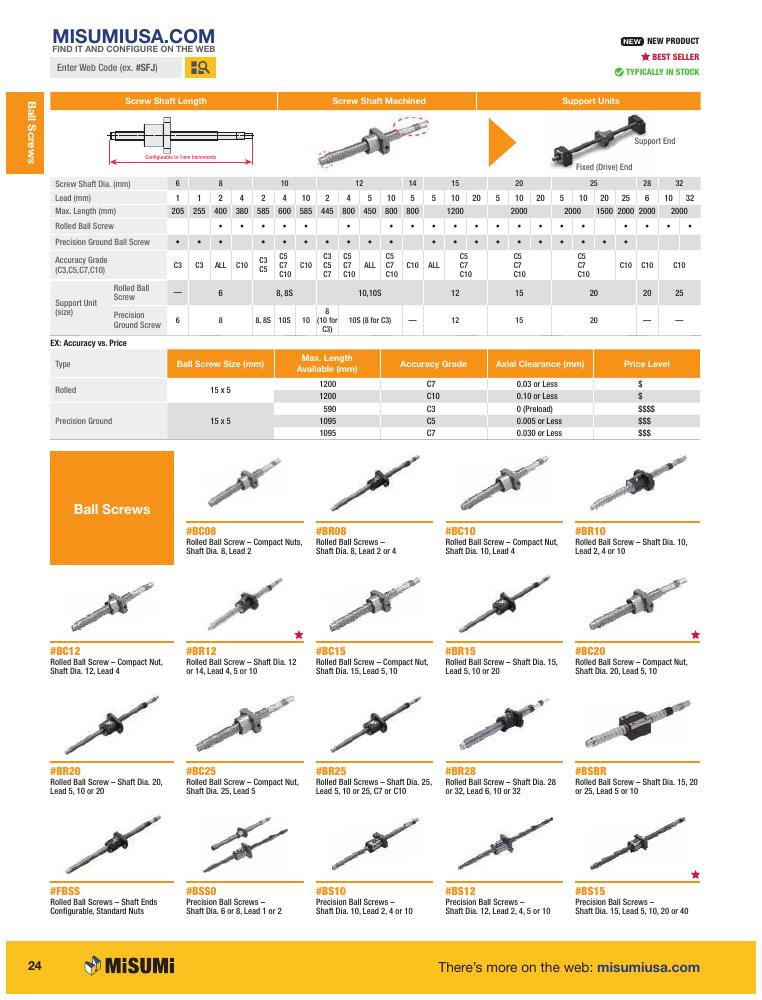 MISUMIUSA.COM
FIND IT AND CONFIGURE ON THE WEB
Enter Web Code (ex. #SFJ)
NEW NEW PRODUCT
BEST SELLER
TYPICALLY IN STOCK
Ball Screws
Screw Shaft Length Screw Shaft Machined Support Units
Configurable in 1mm Increments
Support End
Fixed (Drive) End
Screw Shaft Dia. (mm) 6 8 10 12 14 15 20 25 28 32
Lead (mm) 1 1 2 4 2 4 10 2 4 5 10 5 5 10 20 5 10 20 5 10 20 25 6 10 32
Max. Length (mm) 205 255 400 380 585 600 585 445 800 450 800 800 1200 2000 2000 1500 2000 2000 2000
Rolled Ball Screw • • • • • • • • • • • • • • • • • •
Precision Ground Ball Screw • • • • • • • • • • • • • • • • • • • •
Accuracy Grade
(C3,C5,C7,C10)
C3 C3 ALL C10 C3 C5 C5 C7 C10 C10 C3 C5 C7 C5 C7 C10 ALL C5 C7 C10 C10 ALL C5 C7 C10 C5 C7 C10 C5 C7 C10 C10 C10 C10
Support Unit
(size)
Rolled Ball
Screw
— 6 8, 8S 10,10S 12 15 20 20 25
Precision
Ground Screw
6 8 8, 8S 10S 10 8 (10 for C3) 10S (8 for C3) — 12 15 20 — —
EX: Accuracy vs. Price
Type Ball Screw Size (mm) Max. Length Available (mm) Accuracy Grade Axial Clearance (mm) Price Level
Rolled 15 x 5
1200 C7 0.03 or Less $
1200 C10 0.10 or Less $
Precision Ground 15 x 5
590 C3 0 (Preload) $$$$
1095 C5 0.005 or Less $$$
1095 C7 0.030 or Less $$$
Ball Screws
#BC08
Rolled Ball Screw – Compact Nuts,
Shaft Dia. 8, Lead 2
#BR08
Rolled Ball Screws –
Shaft Dia. 8, Lead 2 or 4
#BC10
Rolled Ball Screw – Compact Nut,
Shaft Dia. 10, Lead 4
#BR10
Rolled Ball Screw – Shaft Dia. 10,
Lead 2, 4 or 10
#BC12
Rolled Ball Screw – Compact Nut,
Shaft Dia. 12, Lead 4
#BR12
Rolled Ball Screw – Shaft Dia. 12
or 14, Lead 4, 5 or 10
#BC15
Rolled Ball Screw – Compact Nut,
Shaft Dia. 15, Lead 5, 10
#BR15
Rolled Ball Screw – Shaft Dia. 15,
Lead 5, 10 or 20
#BC20
Rolled Ball Screw – Compact Nut,
Shaft Dia. 20, Lead 5, 10
#BR20
Rolled Ball Screw – Shaft Dia. 20,
Lead 5, 10 or 20
#BC25
Rolled Ball Screw – Compact Nut,
Shaft Dia. 25, Lead 5
#BR25
Rolled Ball Screws – Shaft Dia. 25,
Lead 5, 10 or 25, C7 or C10
#BR28
Rolled Ball Screw – Shaft Dia. 28
or 32, Lead 6, 10 or 32
#BSBR
Rolled Ball Screw – Shaft Dia. 15, 20
or 25, Lead 5 or 10
#FBSS
Rolled Ball Screws – Shaft Ends
Configurable, Standard Nuts
#BSS0
Precision Ball Screws –
Shaft Dia. 6 or 8, Lead 1 or 2
#BS10
Precision Ball Screws –
Shaft Dia. 10, Lead 2, 4 or 10
#BS12
Precision Ball Screws –
Shaft Dia. 12, Lead 2, 4, 5 or 10
#BS15
Precision Ball Screws –
Shaft Dia. 15, Lead 5, 10, 20 or 40
24 MiSUMi There's more on the web: misumiusa.com